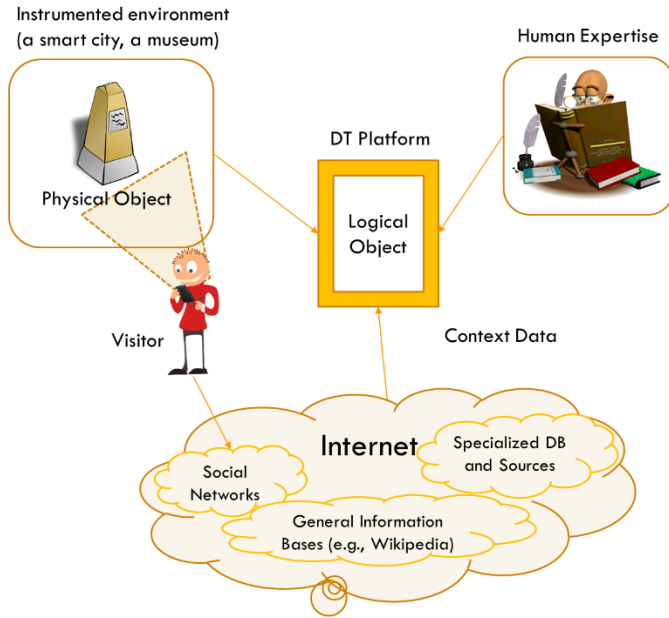 Instrumented environment
(a smart city, a museum)
Human Expertise
DT Platform
Physical Object
Logical
Object
Visitor
Context Data
Internet
Specialized DB
and Sources
Social
Networks
General Information
Bases (e.g., Wikipedia)